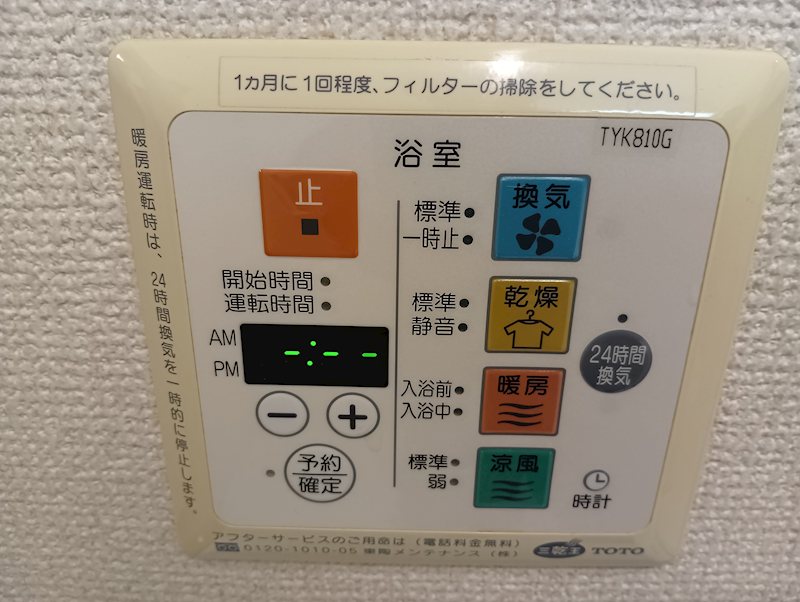 1ヵ月に1回程度、フィルターの掃除をしてください。
TYK810G
浴室
暖房運転時は、24時間換気を一時的に停止します。
止
開始時間
運転時間
AM
PM
-:--
−
+
予約
確定
標準
一時止
換気
標準
静音
乾燥
入浴前
入浴中
暖房
標準
弱
涼風
24時間
換気
時計
アフターサービスのご用品は（電話料金無料）
0120-1010-05 東陶メンテナンス（株）
三乾王
TOTO